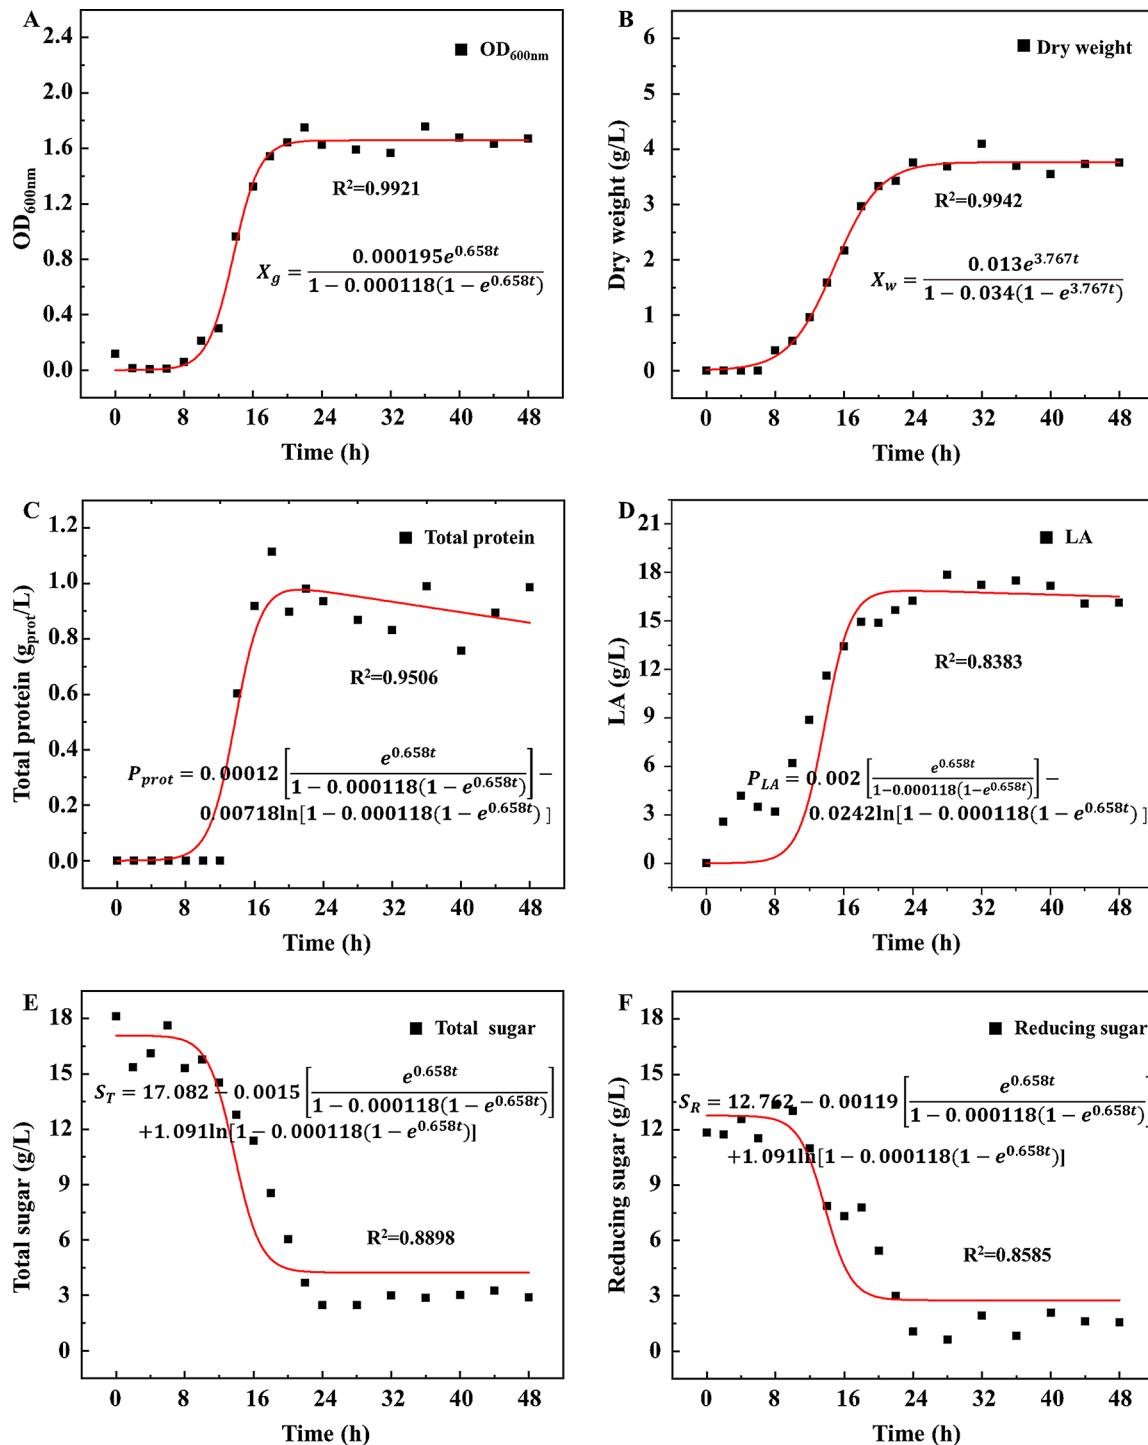 A
OD600nm
2.4
2.0
1.6
1.2
0.8
0.4
0.0
OD600nm
R²=0.9921
X_g = 0.000195e^{0.658t} / 1−0.000118(1−e^{0.658t})
0 8 16 24 32 40 48
Time (h)
B
Dry weight
6
5
4
3
2
1
0
Dry weight (g/L)
R²=0.9942
X_w = 0.013e^{3.767t} / 1−0.034(1−e^{3.767t})
0 8 16 24 32 40 48
Time (h)
C
Total protein
1.2
1.0
0.8
0.6
0.4
0.2
0.0
Total protein (g_prot/L)
R²=0.9506
P_prot = 0.00012[e^{0.658t} / 1−0.000118(1−e^{0.658t})]−
0.00718ln[1−0.000118(1−e^{0.658t})]
0 8 16 24 32 40 48
Time (h)
D
LA
21
18
15
12
9
6
3
0
LA (g/L)
R²=0.8383
P_LA = 0.002[e^{0.658t} / 1−0.000118(1−e^{0.658t})]−
0.0242ln[1−0.000118(1−e^{0.658t})]
0 8 16 24 32 40 48
Time (h)
E
Total sugar
18
15
12
9
6
3
0
Total sugar (g/L)
S_T = 17.082−0.0015[e^{0.658t} / 1−0.000118(1−e^{0.658t})]
+1.091ln[1−0.000118(1−e^{0.658t})]
R²=0.8898
0 8 16 24 32 40 48
Time (h)
F
Reducing sugar
18
15
12
9
6
3
0
Reducing sugar (g/L)
S_R = 12.762−0.00119[e^{0.658t} / 1−0.000118(1−e^{0.658t})]
+1.091ln[1−0.000118(1−e^{0.658t})]
R²=0.8585
0 8 16 24 32 40 48
Time (h)